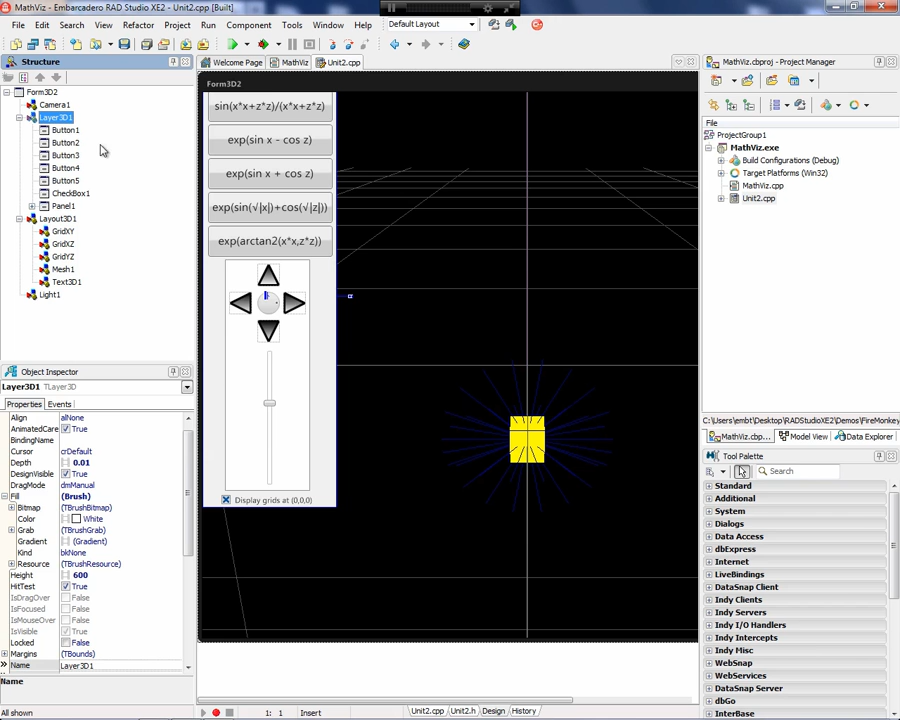 MathViz - Embarcadero RAD Studio XE2 - Unit2.cpp [Built]
File Edit Search View Refactor Project Run Component Tools Window Help
Default Layout
Structure
Form3D2
Camera1
Layer3D1
Button1
Button2
Button3
Button4
Button5
CheckBox1
Panel1
Layout3D1
GridXY
GridXZ
GridYZ
Mesh1
Text3D1
Light1
Object Inspector
Layer3D1 TLayer3D
Properties Events
Align alNone
AnimatedCare True
BindingName
Cursor crDefault
Depth 0.01
DesignVisible True
DragMode dmManual
Fill (Brush)
Bitmap (TBrushBitmap)
Color White
Grab (TBrushGrab)
Gradient (Gradient)
Kind bkNone
Resource (TBrushResource)
Height 600
HitTest True
IsDragOver False
IsFocused False
IsMouseOver False
IsVisible True
Locked False
Margins (TBounds)
Name Layer3D1
Name
All shown
Welcome Page MathViz Unit2.cpp
Form3D2
sin(x*x+z*z)/(x*x+z*z)
exp(sin x - cos z)
exp(sin x + cos z)
exp(sin(√|x|)+cos(√|z|))
exp(arctan2(x*x,z*z))
Display grids at (0,0,0)
1: 1 Insert
Unit2.cpp Unit2.h Design History
MathViz.cbproj - Project Manager
File
ProjectGroup1
MathViz.exe
Build Configurations (Debug)
Target Platforms (Win32)
MathViz.cpp
Unit2.cpp
C:\Users\embt\Desktop\RADStudioXE2\Demos\FireMonkey
MathViz.cb... Model View Data Explorer
Tool Palette
Search
Standard
Additional
System
Dialogs
Data Access
dbExpress
Internet
LiveBindings
DataSnap Client
Indy Clients
Indy Servers
Indy I/O Handlers
Indy Intercepts
Indy Misc
WebSnap
WebServices
DataSnap Server
dbGo
InterBase